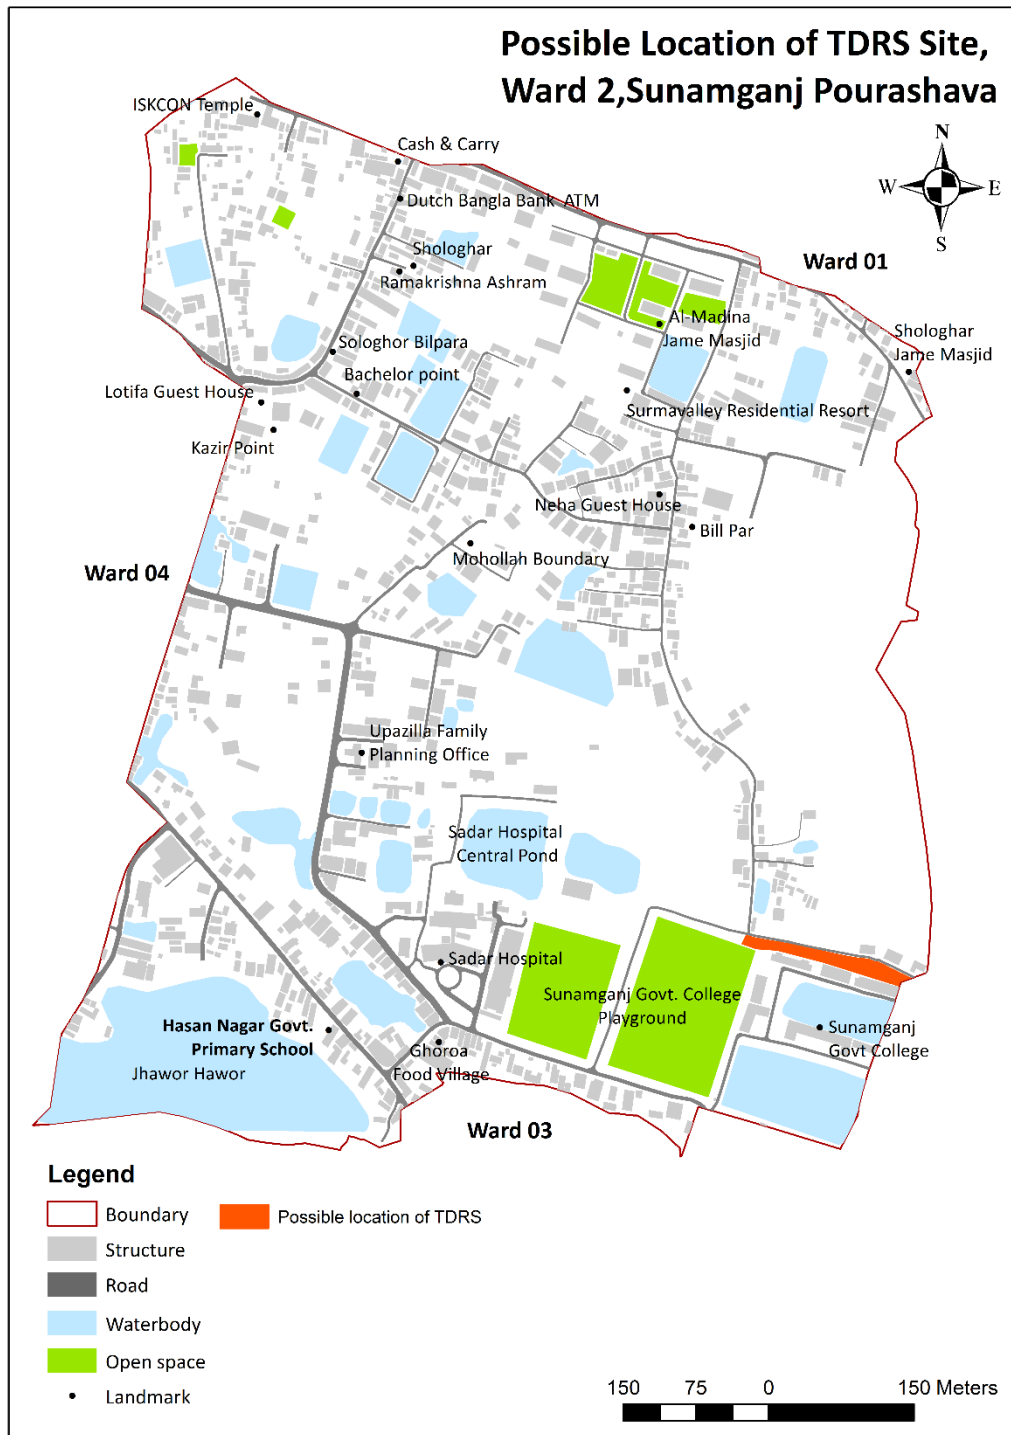 Possible Location of TDRS Site,
Ward 2,Sunamganj Pourashava
ISKCON Temple
N
W
E
S
Cash & Carry
Dutch Bangla Bank ATM
Shologhar
Ramakrishna Ashram
Ward 01
Al-Madina
Jame Masjid
Shologhar
Jame Masjid
Sologhor Bilpara
Bachelor point
Lotifa Guest House
Surmavalley Residential Resort
Kazir Point
Neha Guest House
Bill Par
Mohollah Boundary
Ward 04
Upazilla Family
Planning Office
Sadar Hospital
Central Pond
Sadar Hospital
Sunamganj Govt. College
Playground
Hasan Nagar Govt.
Primary School
Jhawor Hawor
Ghoroa
Food Village
Sunamganj
Govt College
Ward 03
Legend
Boundary
Possible location of TDRS
Structure
Road
Waterbody
Open space
Landmark
150 75 0 150 Meters